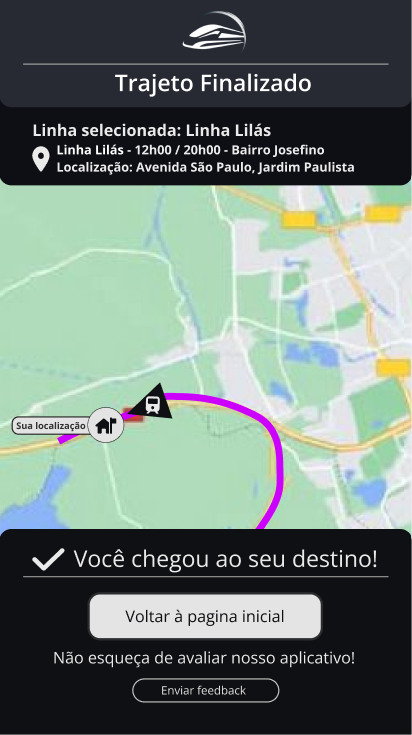 Trajeto Finalizado
Linha selecionada: Linha Lilás
Linha Lilás - 12h00 / 20h00 - Bairro Josefino
Localização: Avenida São Paulo, Jardim Paulista
Sua localização
Você chegou ao seu destino!
Voltar à pagina inicial
Não esqueça de avaliar nosso aplicativo!
Enviar feedback